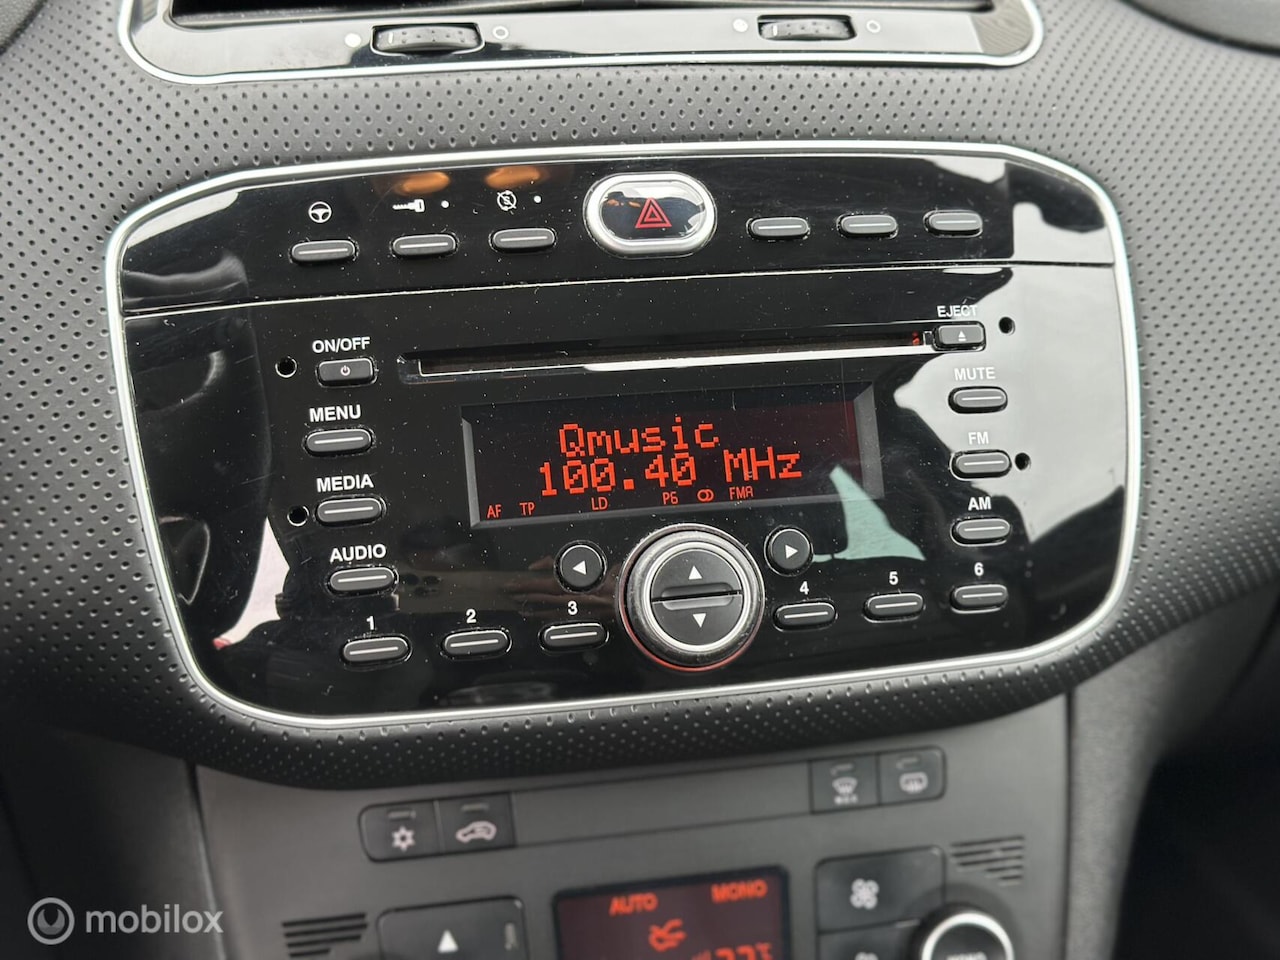 EJECT
ON/OFF
MUTE
MENU
Qmusic
FM
MEDIA
100.40 MHz
AF TP LD P6 FMA
AM
AUDIO
1 2 3 4 5 6
AUTO MONO
mobilox